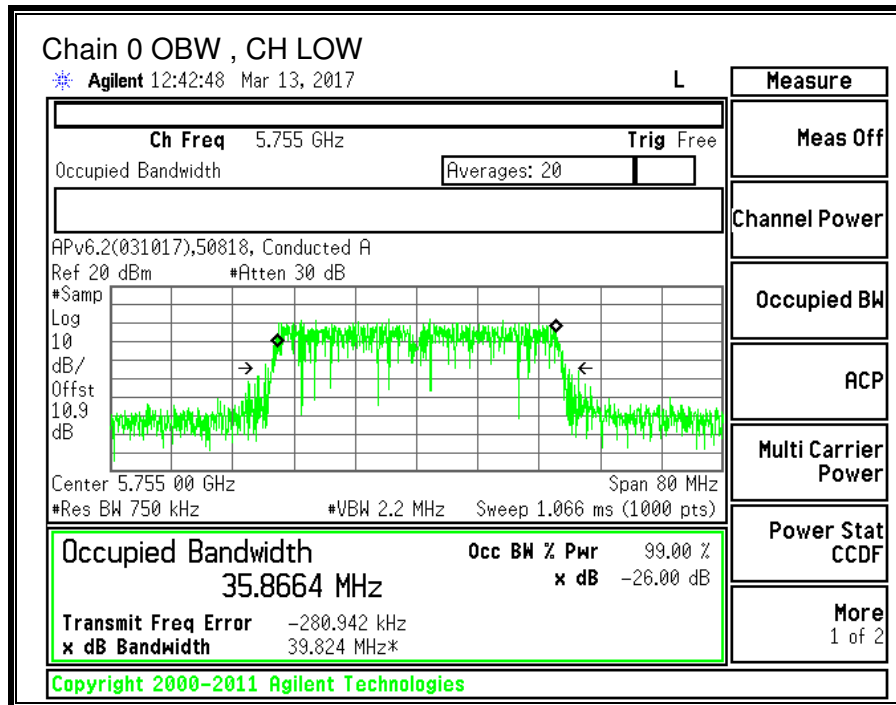 Chain 0 OBW , CH LOW
Agilent 12:42:48 Mar 13, 2017 L
Measure
Ch Freq 5.755 GHz Trig Free
Meas Off
Occupied Bandwidth Averages: 20
Channel Power
APv6.2(031017),50818, Conducted A
Ref 20 dBm #Atten 30 dB
#Samp
Log
10
dB/
Offst
10.9
dB
Occupied BW
ACP
Multi Carrier
Power
Center 5.755 00 GHz Span 80 MHz
#Res BW 750 kHz #VBW 2.2 MHz Sweep 1.066 ms (1000 pts)
Occupied Bandwidth Occ BW % Pwr 99.00 %
35.8664 MHz x dB -26.00 dB
Power Stat
CCDF
Transmit Freq Error -280.942 kHz
x dB Bandwidth 39.824 MHz*
More
1 of 2
Copyright 2000-2011 Agilent Technologies